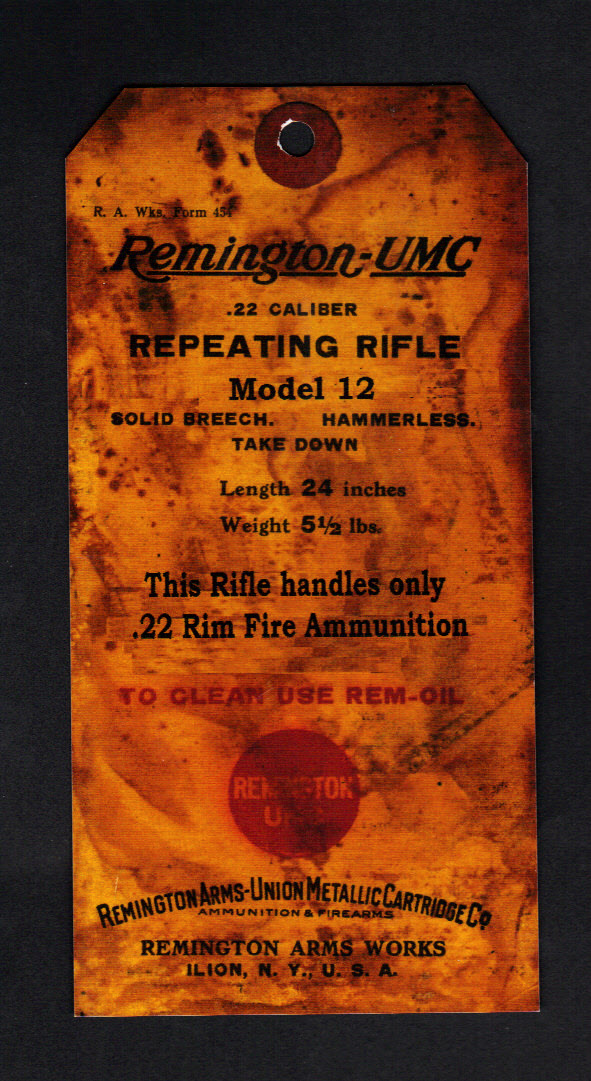 R. A. Wks. Form 454
Remington-UMC
.22 CALIBER
REPEATING RIFLE
Model 12
SOLID BREECH. HAMMERLESS.
TAKE DOWN
Length 24 inches
Weight 5½ lbs.
This Rifle handles only
.22 Rim Fire Ammunition
TO CLEAN USE REM-OIL
REMINGTON
UMC
REMINGTON ARMS-UNION METALLIC CARTRIDGE Co
AMMUNITION & FIREARMS
REMINGTON ARMS WORKS
ILION, N. Y., U. S. A.